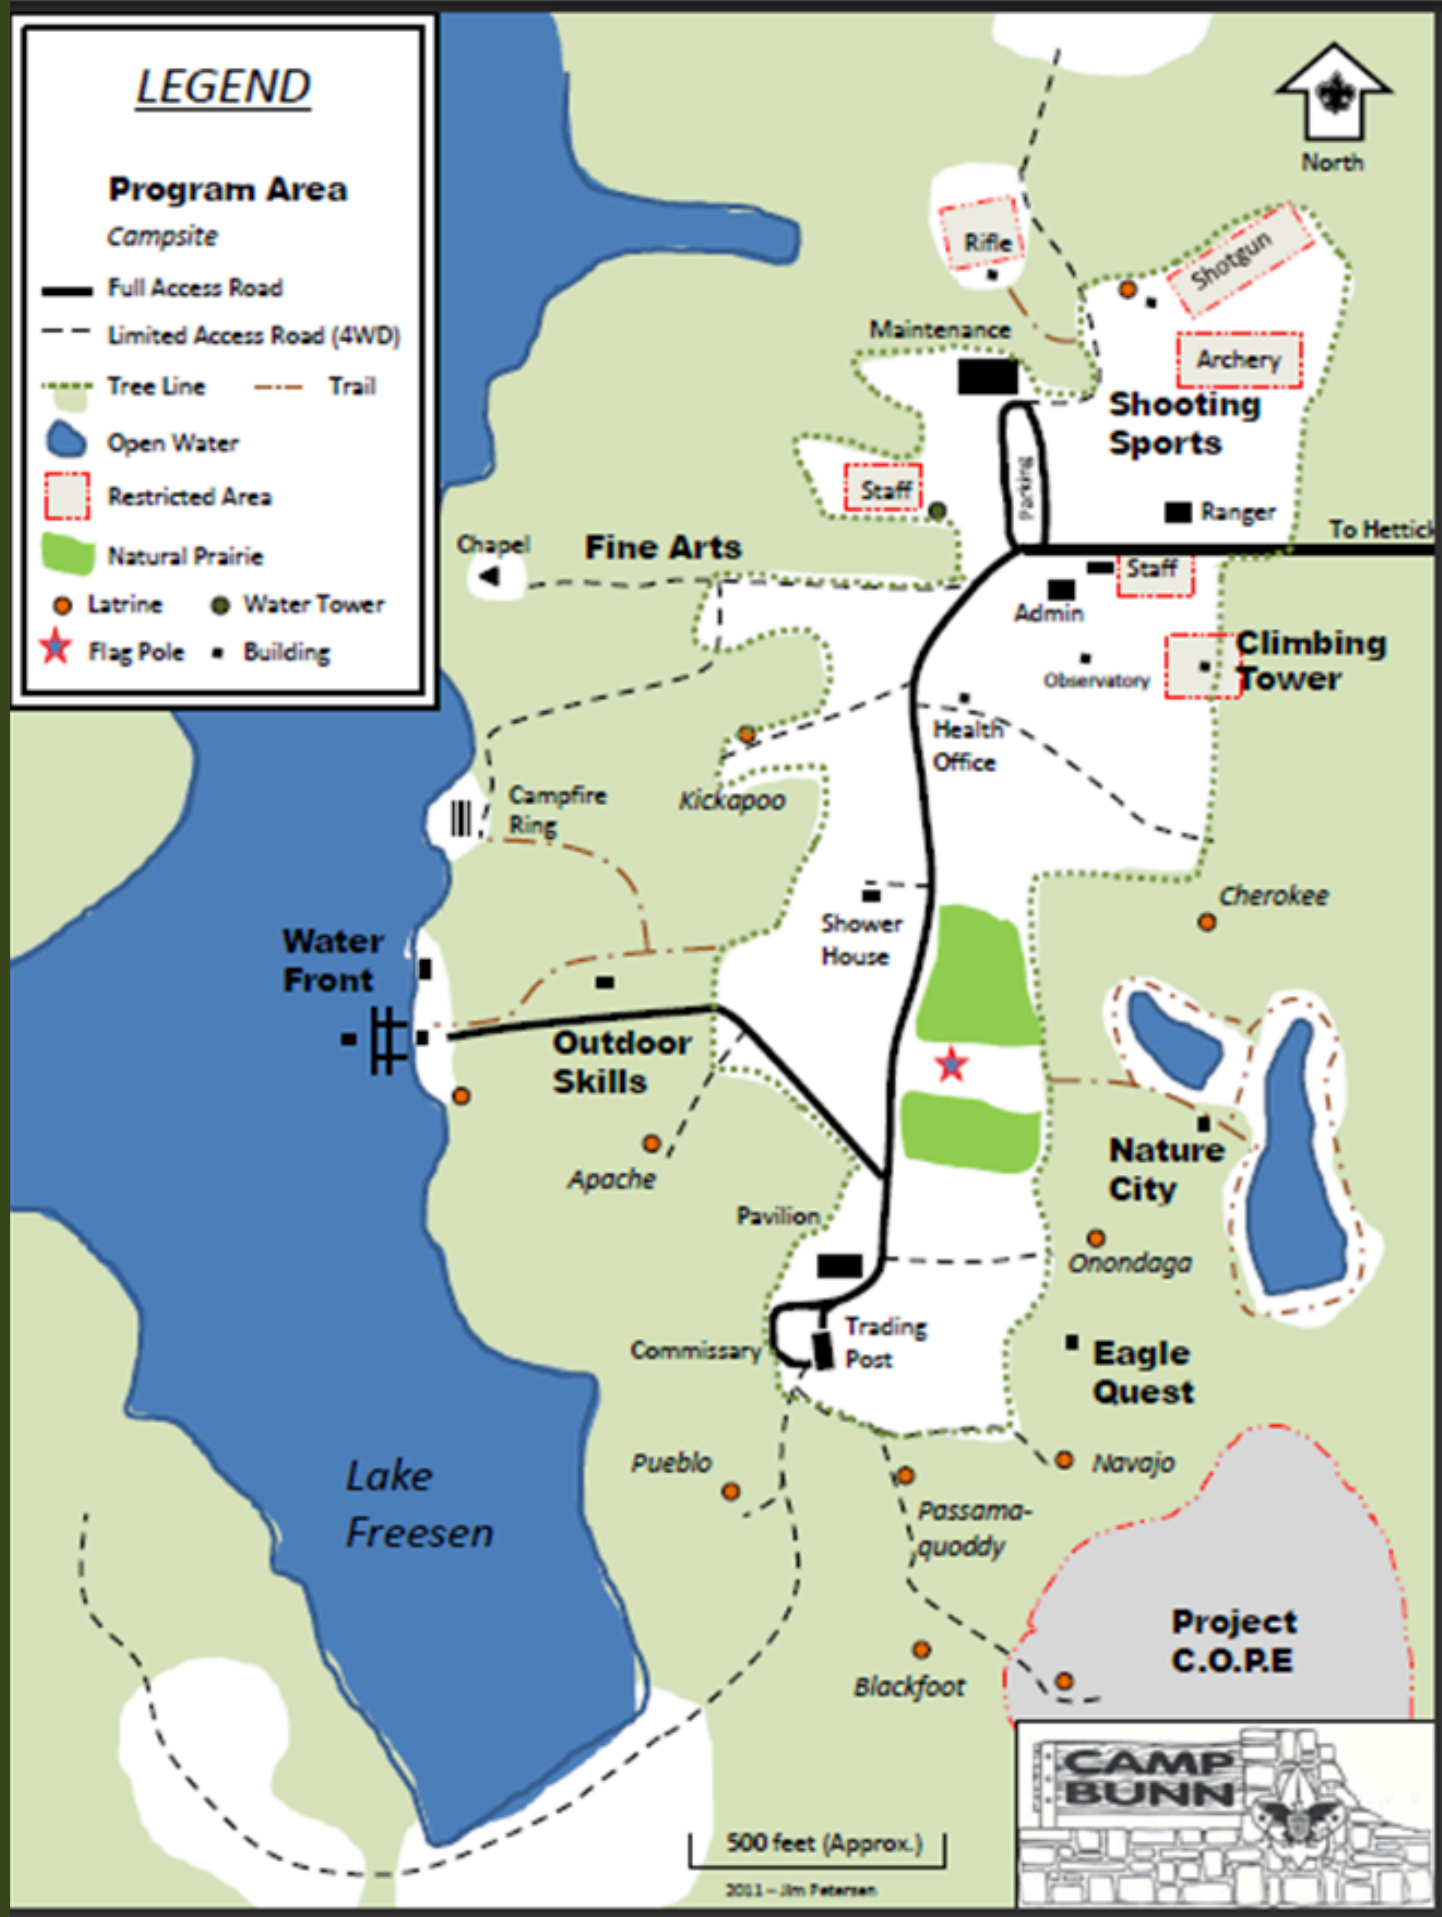 LEGEND
Program Area
Campsite
Full Access Road
Limited Access Road (4WD)
Tree Line
Trail
Open Water
Restricted Area
Natural Prairie
Latrine
Water Tower
Flag Pole
Building
North
Rifle
Shotgun
Maintenance
Archery
Shooting
Sports
Parking
Staff
Ranger
To Hettick
Chapel
Fine Arts
Staff
Admin
Climbing
Tower
Observatory
Health
Office
Campfire
Ring
Kickapoo
Cherokee
Shower
House
Water
Front
Outdoor
Skills
Nature
City
Apache
Pavilion
Onondaga
Trading
Post
Commissary
Eagle
Quest
Pueblo
Navajo
Lake
Freesen
Passama-
quoddy
Project
C.O.P.E
Blackfoot
CAMP
BUNN
500 feet (Approx.)
2011 – Jim Petersen